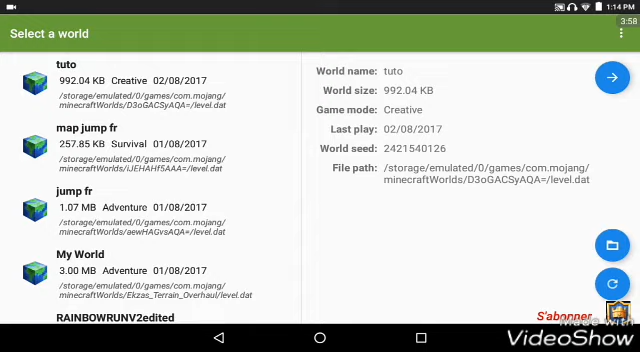 1:14 PM
3:58
Select a world
tuto
992.04 KB Creative 02/08/2017
/storage/emulated/0/games/com.mojang/
minecraftWorlds/D3oGACSyAQA=/level.dat
map jump fr
257.85 KB Survival 01/08/2017
/storage/emulated/0/games/com.mojang/
minecraftWorlds/iJEHAHf5AAA=/level.dat
jump fr
1.07 MB Adventure 01/08/2017
/storage/emulated/0/games/com.mojang/
minecraftWorlds/aewHAGvsAQA=/level.dat
My World
3.00 MB Adventure 01/08/2017
/storage/emulated/0/games/com.mojang/
minecraftWorlds/Ekzas_Terrain_Overhaul/level.dat
RAINBOWRUNV2edited
World name: tuto
World size: 992.04 KB
Game mode: Creative
Last play: 02/08/2017
World seed: 2421540126
File path: /storage/emulated/0/games/com.mojang/
minecraftWorlds/D3oGACSyAQA=/level.dat
S'abonner
Made with
VideoShow